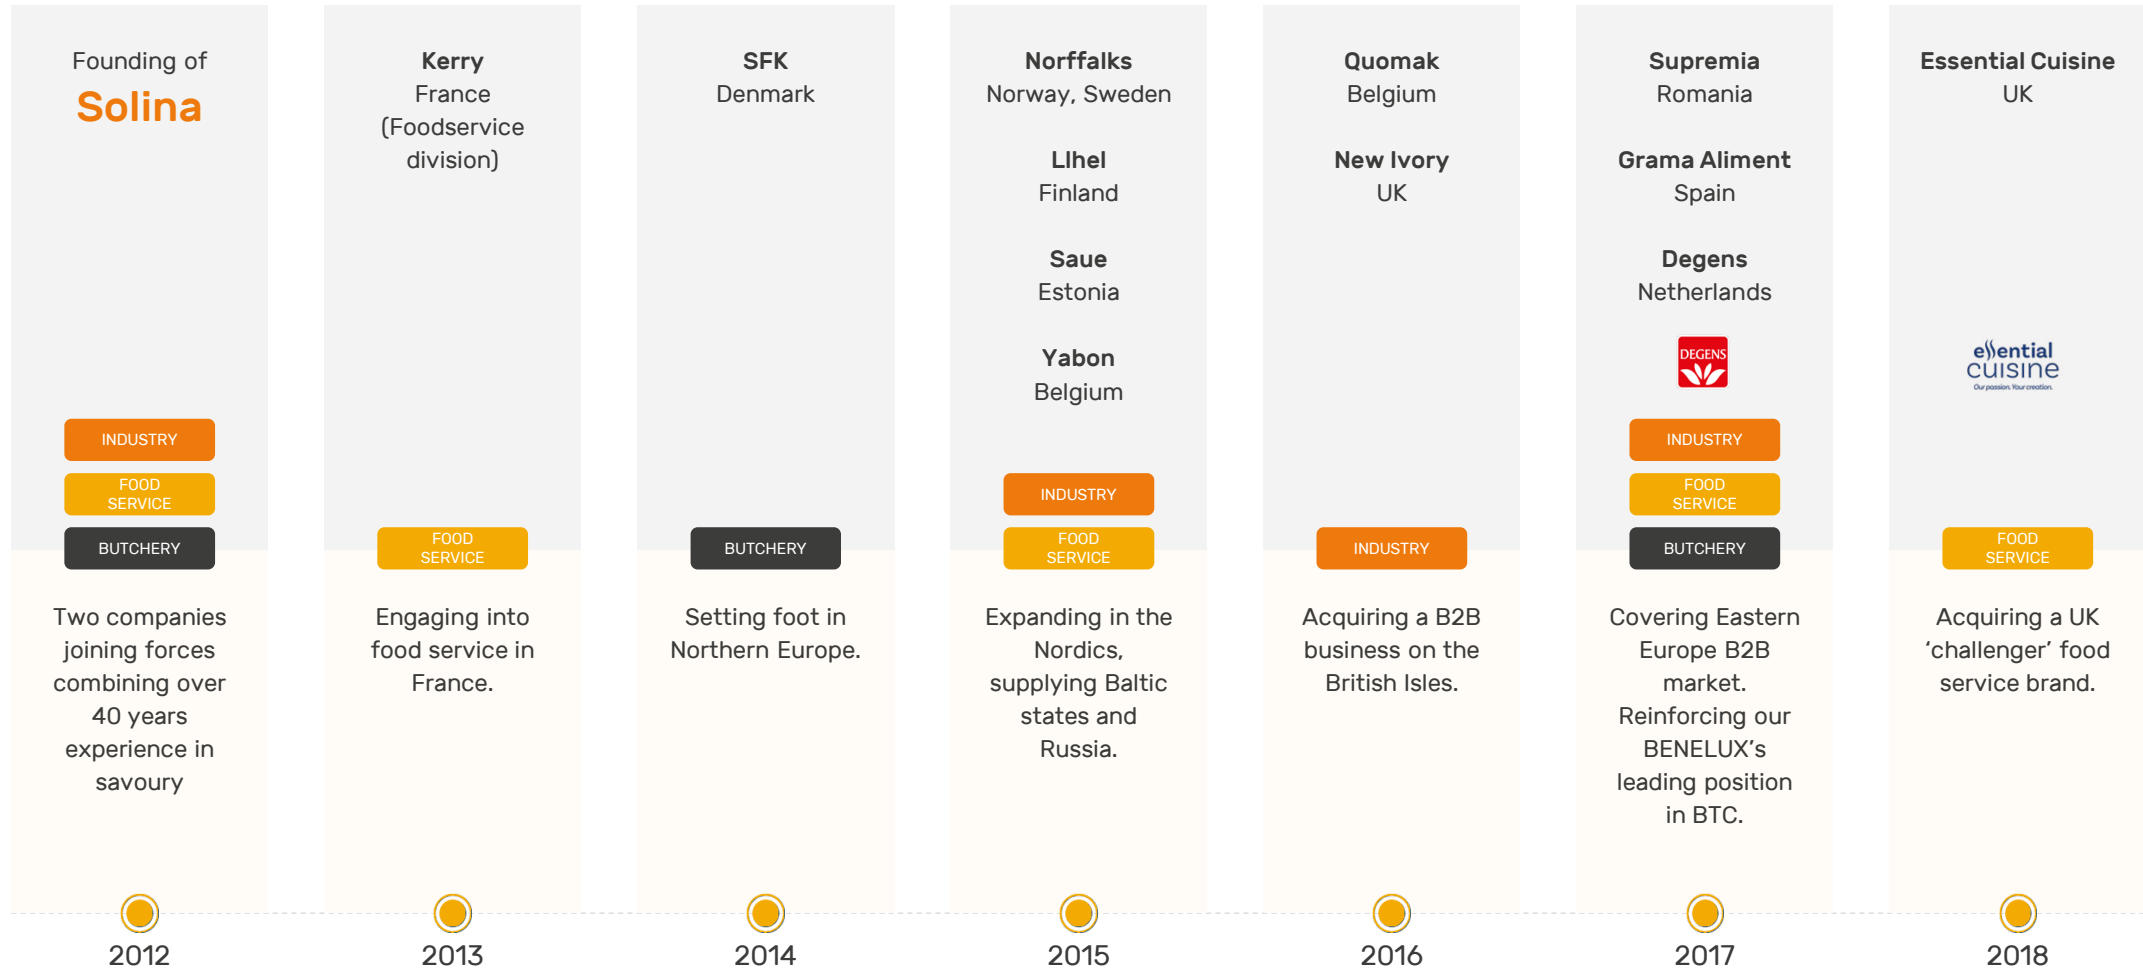 Founding of
Solina
INDUSTRY
FOOD
SERVICE
BUTCHERY
Two companies
joining forces
combining over
40 years
experience in
savoury
2012
Kerry
France
(Foodservice
division)
FOOD
SERVICE
Engaging into
food service in
France.
2013
SFK
Denmark
BUTCHERY
Setting foot in
Northern Europe.
2014
Norffalks
Norway, Sweden
Llhel
Finland
Saue
Estonia
Yabon
Belgium
INDUSTRY
FOOD
SERVICE
Expanding in the
Nordics,
supplying Baltic
states and
Russia.
2015
Quomak
Belgium
New Ivory
UK
INDUSTRY
Acquiring a B2B
business on the
British Isles.
2016
Supremia
Romania
Grama Aliment
Spain
Degens
Netherlands
DEGENS
INDUSTRY
FOOD
SERVICE
BUTCHERY
Covering Eastern
Europe B2B
market.
Reinforcing our
BENELUX's
leading position
in BTC.
2017
Essential Cuisine
UK
essential
cuisine
Our passion. Your creation.
FOOD
SERVICE
Acquiring a UK
‘challenger’ food
service brand.
2018